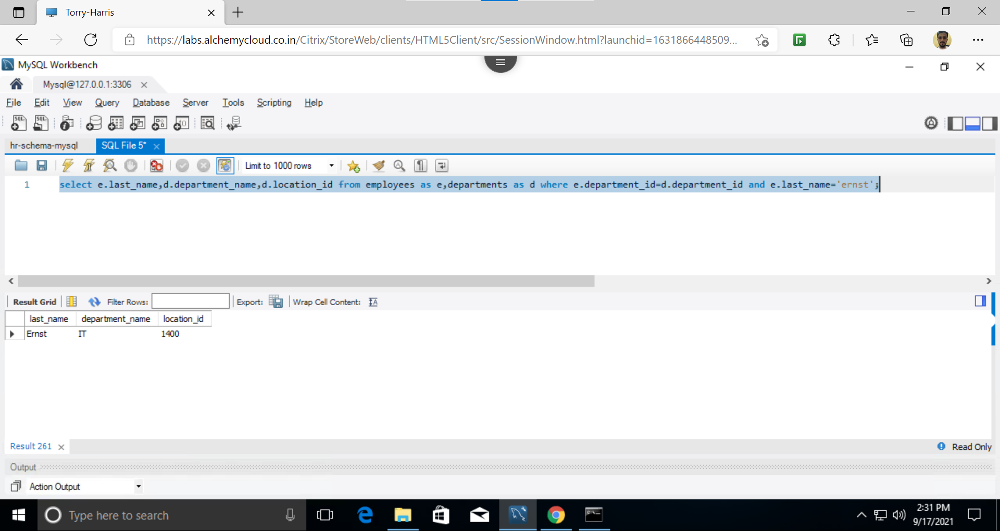 Torry-Harris
https://labs.alchemycloud.co.in/Citrix/StoreWeb/clients/HTML5Client/src/SessionWindow.html?launchid=1631866448509...
MySQL Workbench
Mysql@127.0.0.1:3306
File Edit View Query Database Server Tools Scripting Help
hr-schema-mysql SQL File 5*
Limit to 1000 rows
1 select e.last_name,d.department_name,d.location_id from employees as e,departments as d where e.department_id=d.department_id and e.last_name='ernst';
Result Grid Filter Rows: Export: Wrap Cell Content:
last_name department_name location_id
Ernst IT 1400
Result 261 Read Only
Output
Action Output
Type here to search
2:31 PM
9/17/2021